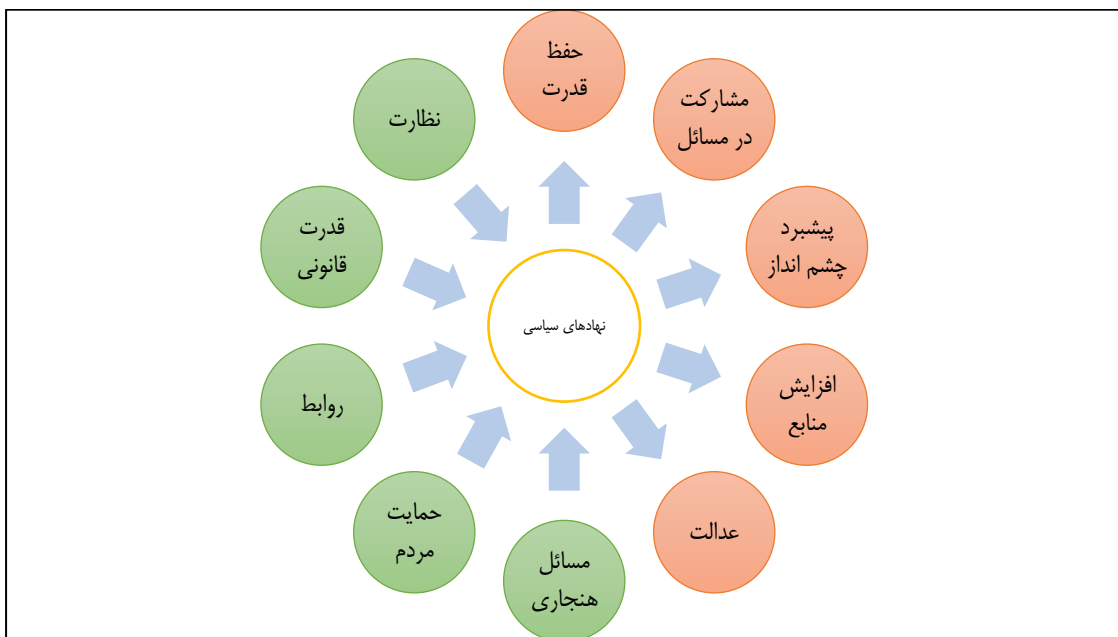 حفظ
قدرت
مشارکت
در مسائل
پیشبرد
چشم انداز
افزایش
منابع
عدالت
مسائل
هنجاری
حمایت
مردم
روابط
قدرت
قانونی
نظارت
نهادهای سیاسی